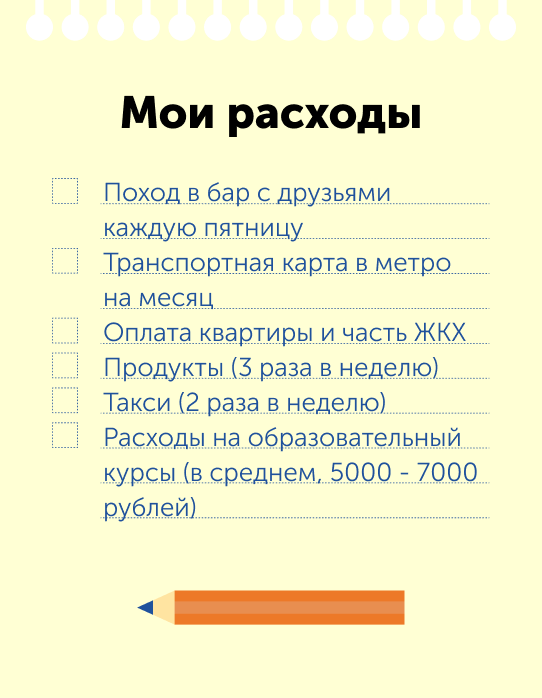 Мои расходы
Поход в бар с друзьями
каждую пятницу
Транспортная карта в метро
на месяц
Оплата квартиры и часть ЖКХ
Продукты (3 раза в неделю)
Такси (2 раза в неделю)
Расходы на образовательный
курсы (в среднем, 5000 - 7000
рублей)